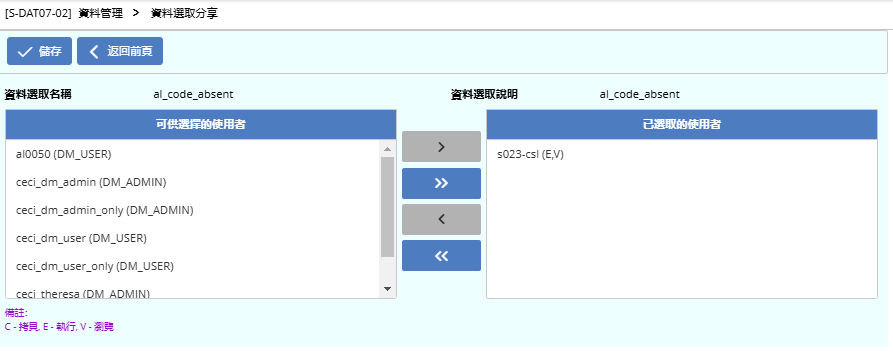 [S-DAT07-02] 資料管理 > 資料選取分享
儲存 返回前頁
資料選取名稱 al_code_absent 資料選取說明 al_code_absent
可供選擇的使用者 已選取的使用者
al0050 (DM_USER) s023-csl (E,V)
ceci_dm_admin (DM_ADMIN)
ceci_dm_admin_only (DM_ADMIN)
ceci_dm_user (DM_USER)
ceci_dm_user_only (DM_USER)
ceci_theresa (DM_ADMIN)
備註:
C - 拷貝, E - 執行, V - 瀏覽